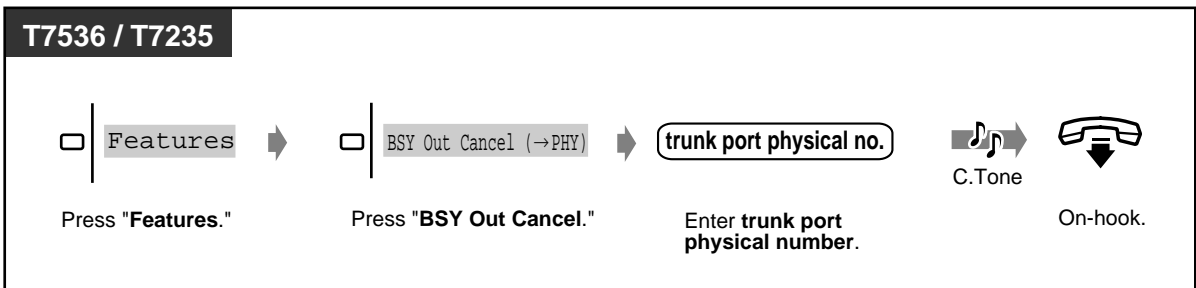 T7536 / T7235
Features
BSY Out Cancel (→PHY)
trunk port physical no.
C.Tone
Press "Features."
Press "BSY Out Cancel."
Enter trunk port
physical number.
On-hook.